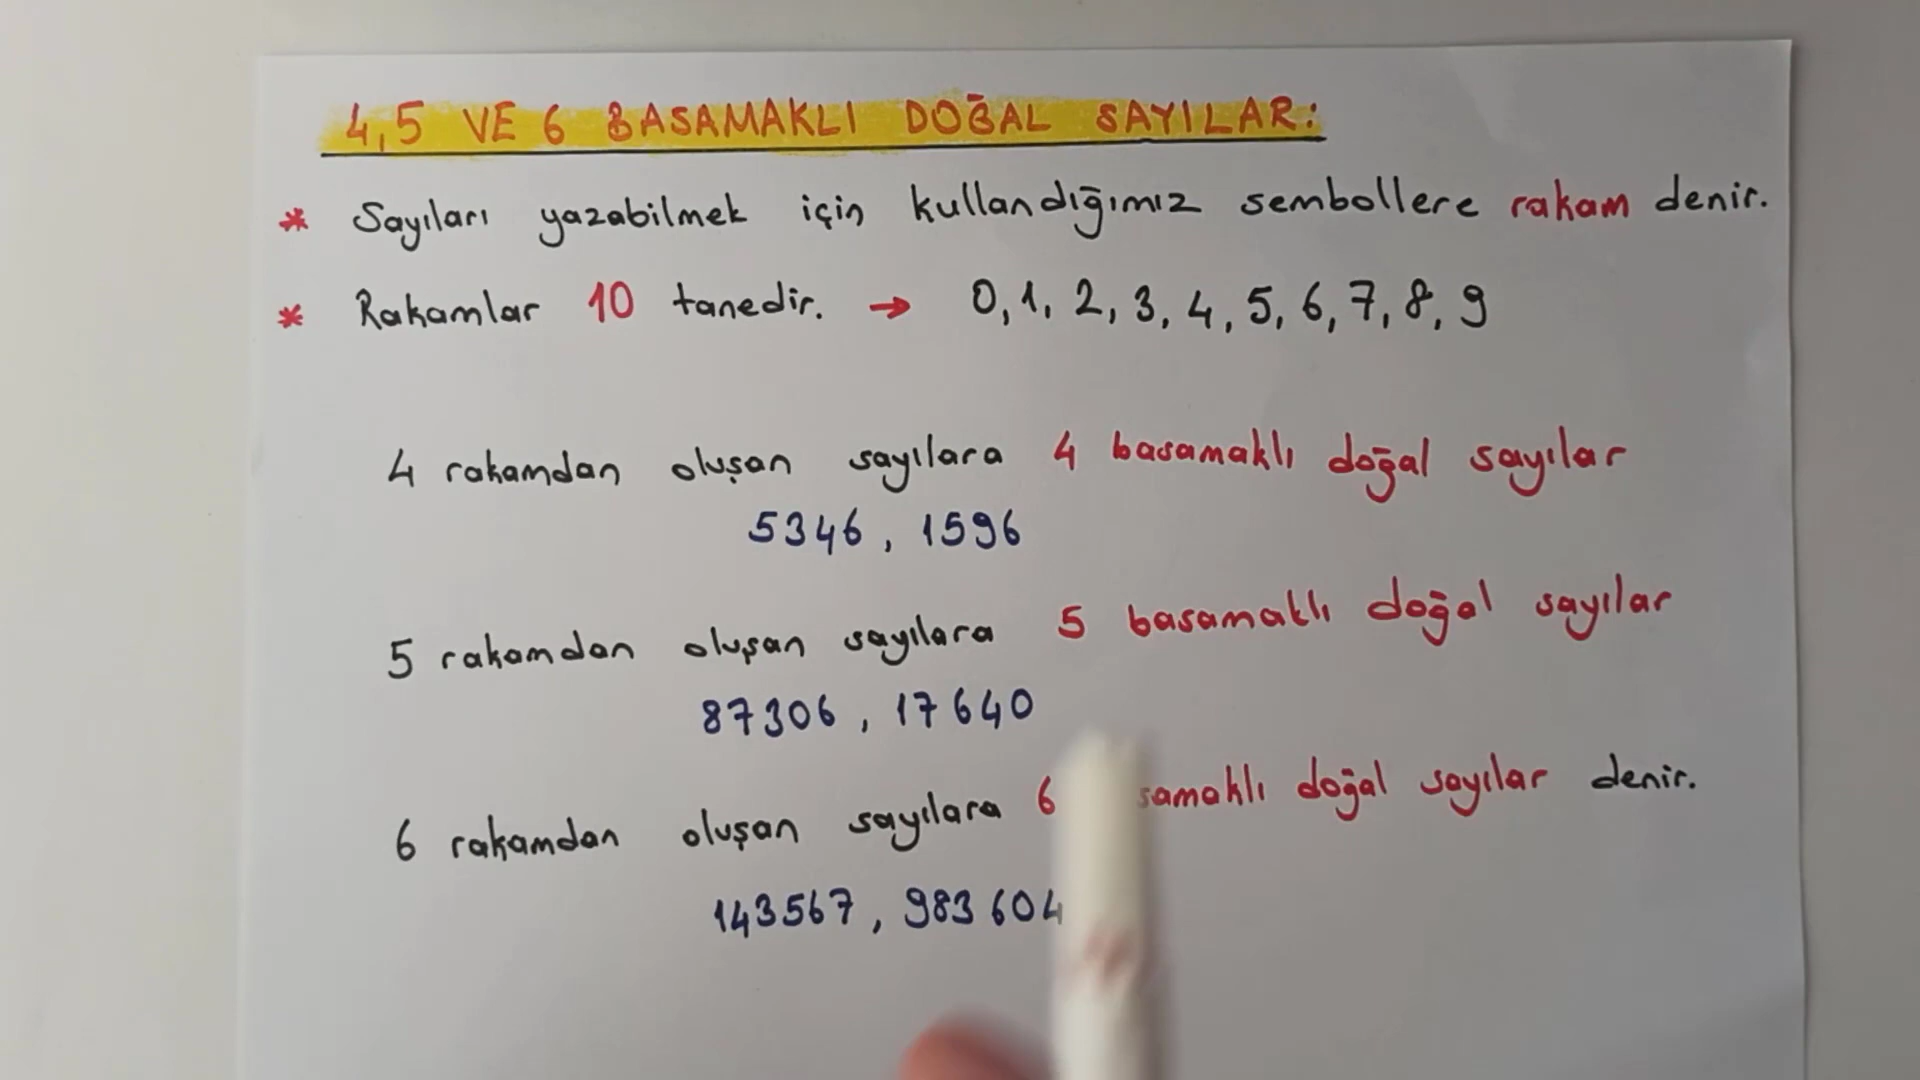 4,5 VE 6 BASAMAKLI DOĞAL SAYILAR:
* Sayıları yazabilmek için kullandığımız sembollere rakam denir.
* Rakamlar 10 tanedir. → 0, 1, 2, 3, 4, 5, 6, 7, 8, 9
4 rakamdan oluşan sayılara 4 basamaklı doğal sayılar
5346, 1596
5 rakamdan oluşan sayılara 5 basamaklı doğal sayılar
87306, 17640
6 rakamdan oluşan sayılara 6 samaklı doğal sayılar denir.
143567, 983604